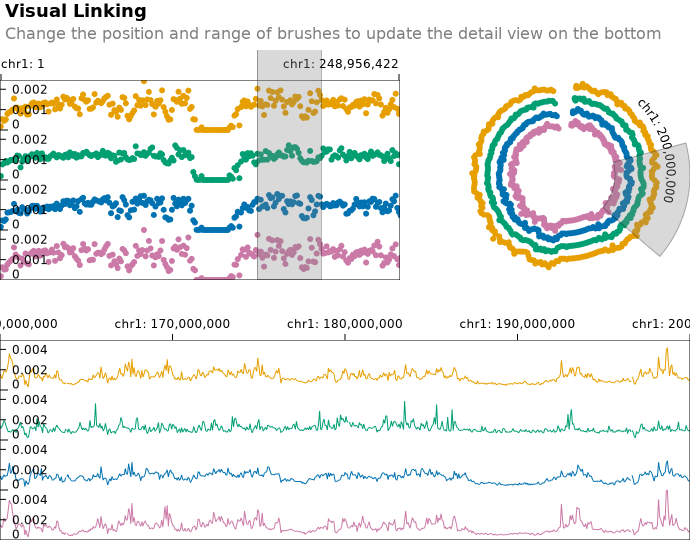 Visual Linking
Change the position and range of brushes to update the detail view on the bottom
chr1: 1
chr1: 248,956,422
0.002
0.001
0
0.002
0.001
0
0.002
0.001
0
0.002
0.001
0
chr1: 200,000,000
0,000,000
chr1: 170,000,000
chr1: 180,000,000
chr1: 190,000,000
chr1: 200
0.004
0.002
0
0.004
0.002
0
0.004
0.002
0
0.004
0.002
0